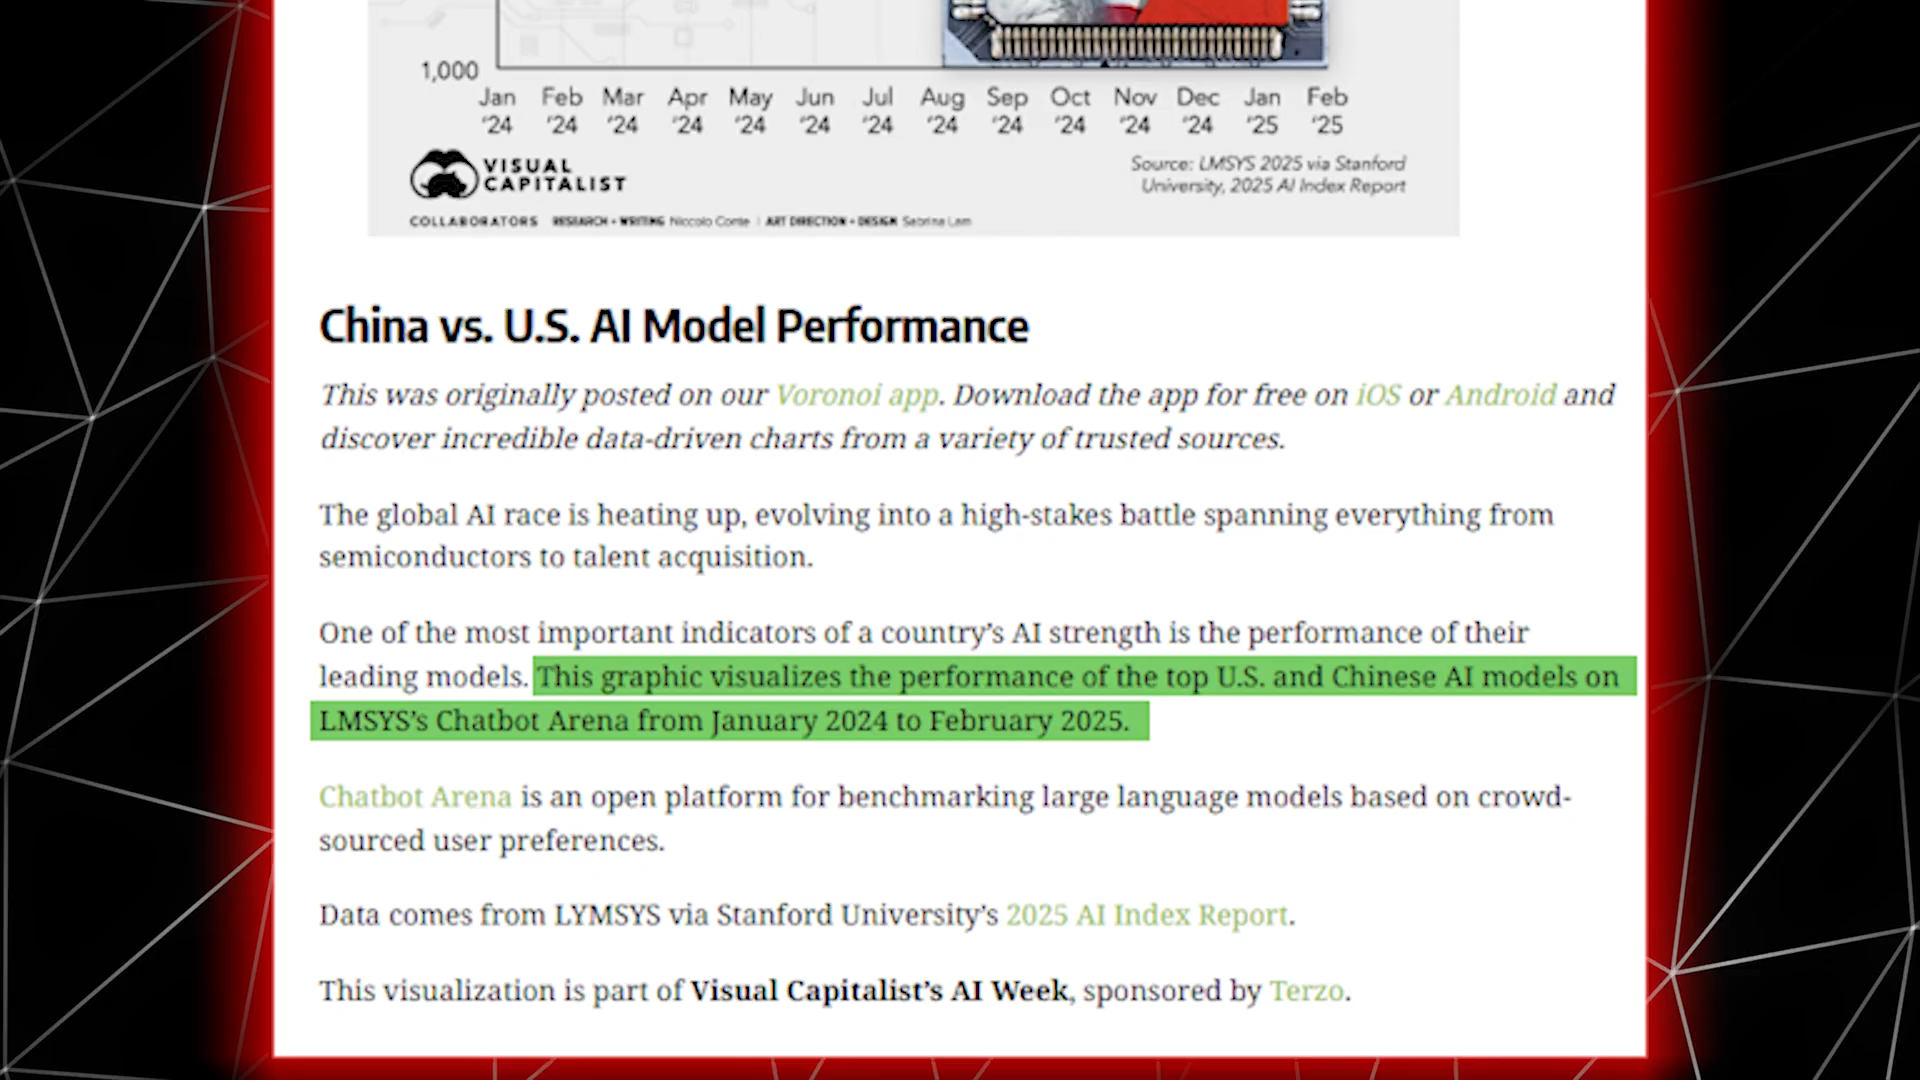 1,000
Jan Feb Mar Apr May Jun Jul Aug Sep Oct Nov Dec Jan Feb
'24 '24 '24 '24 '24 '24 '24 '24 '24 '24 '24 '24 '25 '25
VISUAL
CAPITALIST
Source: LMSYS 2025 via Stanford
University, 2025 AI Index Report
COLLABORATORS RESEARCH + WRITING Niccolo Conte | ART DIRECTION + DESIGN Sabrina Lam
China vs. U.S. AI Model Performance
This was originally posted on our Voronoi app. Download the app for free on iOS or Android and
discover incredible data-driven charts from a variety of trusted sources.
The global AI race is heating up, evolving into a high-stakes battle spanning everything from
semiconductors to talent acquisition.
One of the most important indicators of a country's AI strength is the performance of their
leading models. This graphic visualizes the performance of the top U.S. and Chinese AI models on
LMSYS's Chatbot Arena from January 2024 to February 2025.
Chatbot Arena is an open platform for benchmarking large language models based on crowd-
sourced user preferences.
Data comes from LYMSYS via Stanford University's 2025 AI Index Report.
This visualization is part of Visual Capitalist's AI Week, sponsored by Terzo.